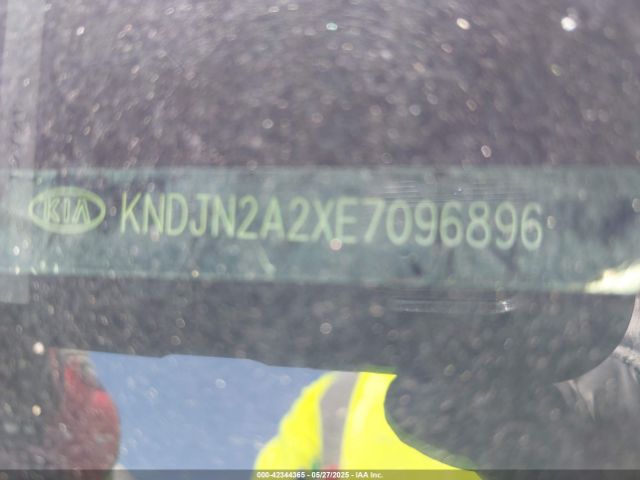 KIA KNDJN2A2XE7096896
000-42344365 - 05/27/2025 - IAA Inc.